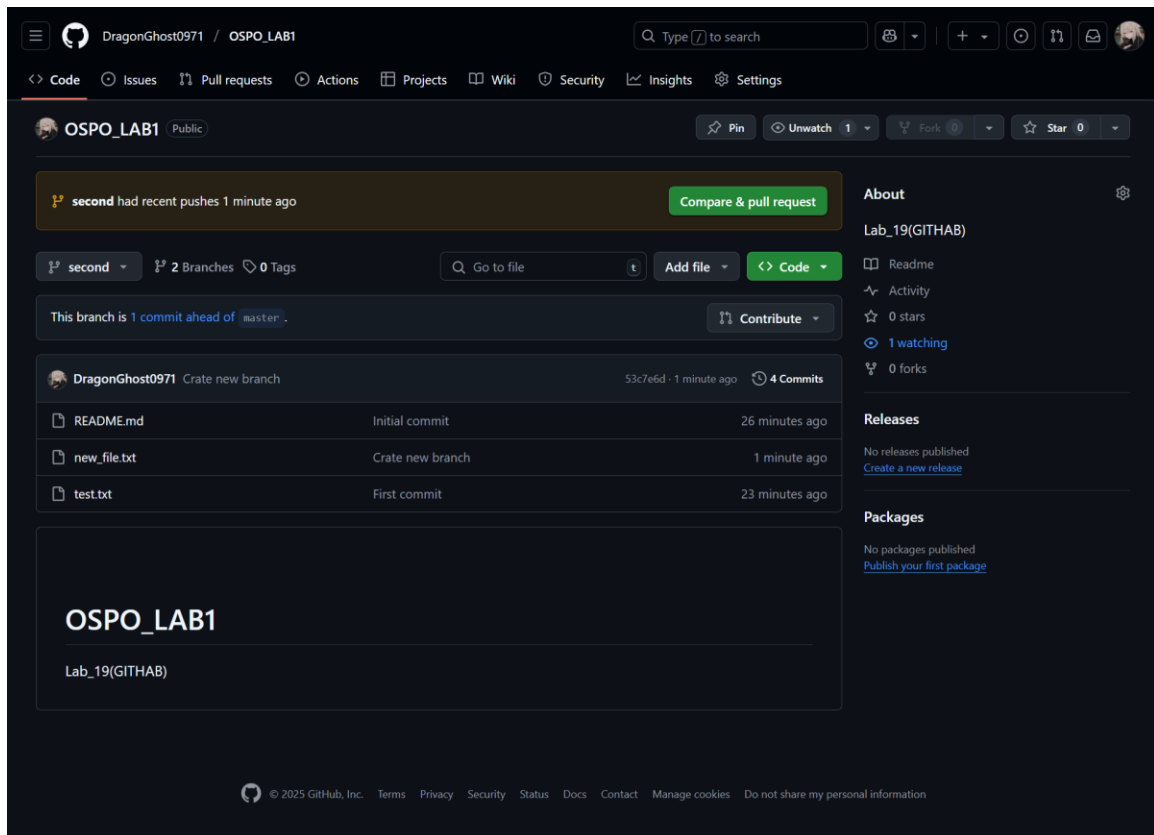 DragonGhost0971 / OSPO_LAB1
Type / to search
Code Issues Pull requests Actions Projects Wiki Security Insights Settings
OSPO_LAB1 Public
Pin Unwatch 1 Fork 0 Star 0
second had recent pushes 1 minute ago
Compare & pull request
second 2 Branches 0 Tags
Go to file t Add file <> Code
This branch is 1 commit ahead of master .
Contribute
DragonGhost0971 Crate new branch 53c7e6d · 1 minute ago 4 Commits
README.md Initial commit 26 minutes ago
new_file.txt Crate new branch 1 minute ago
test.txt First commit 23 minutes ago
OSPO_LAB1
Lab_19(GITHAB)
About
Lab_19(GITHAB)
Readme
Activity
0 stars
1 watching
0 forks
Releases
No releases published
Create a new release
Packages
No packages published
Publish your first package
© 2025 GitHub, Inc. Terms Privacy Security Status Docs Contact Manage cookies Do not share my personal information